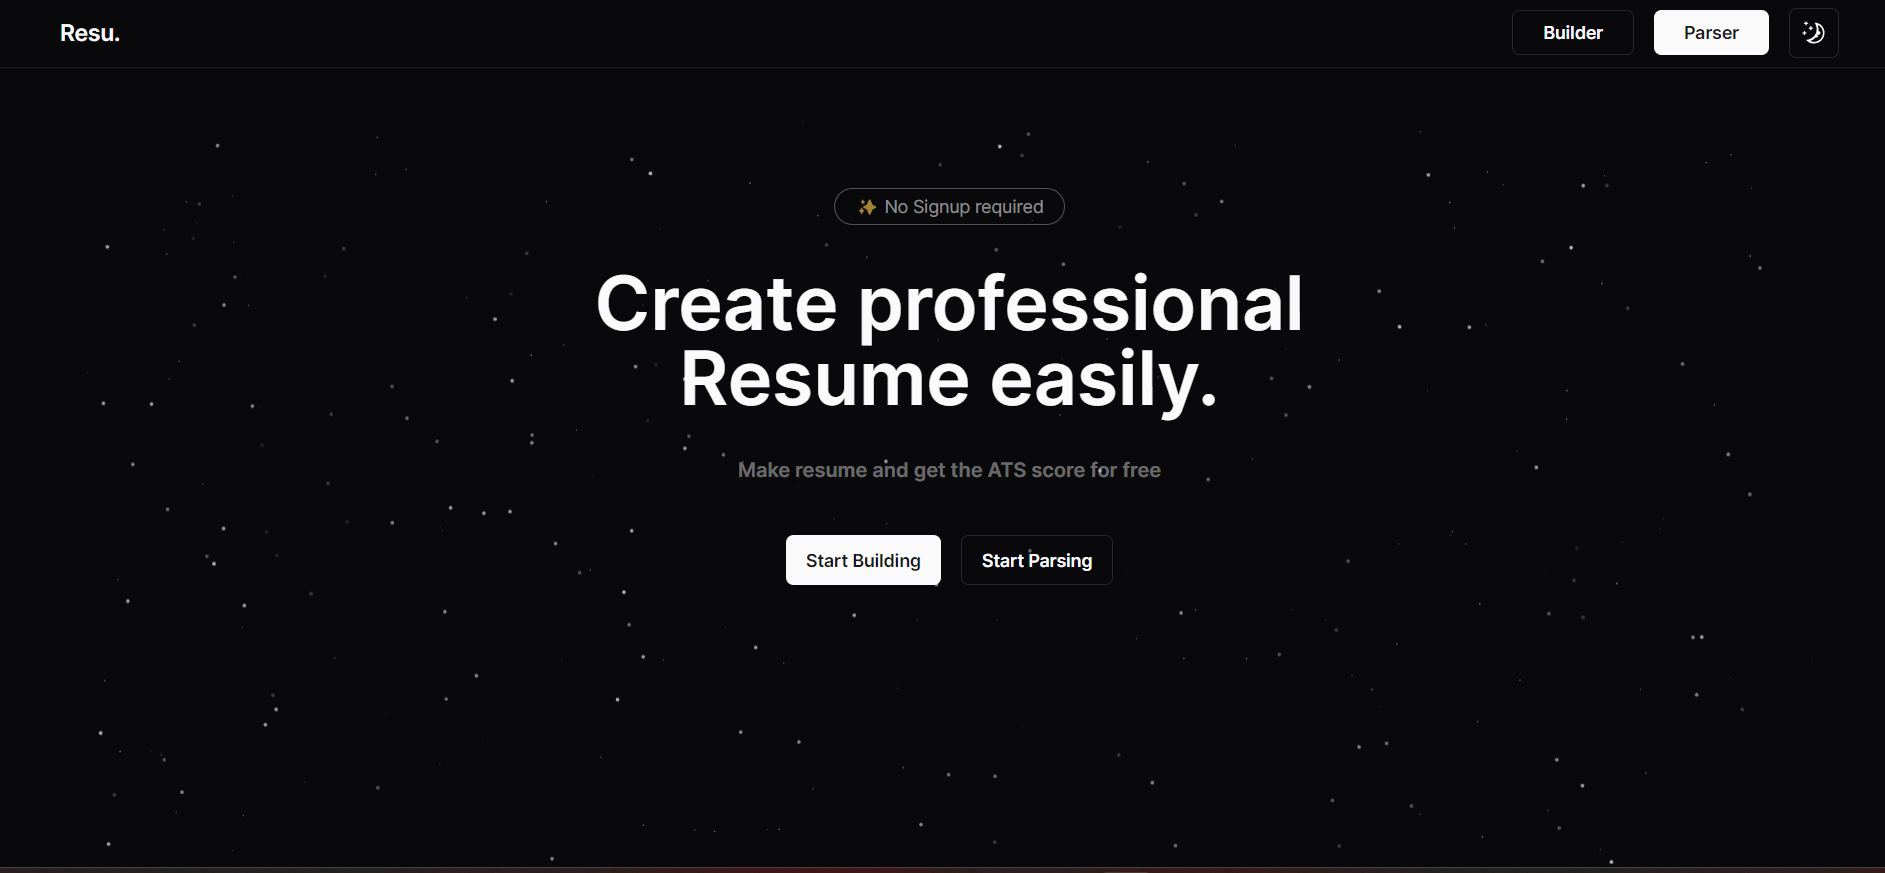 Resu.
Builder
Parser
No Signup required
Create professional
Resume easily.
Make resume and get the ATS score for free
Start Building
Start Parsing